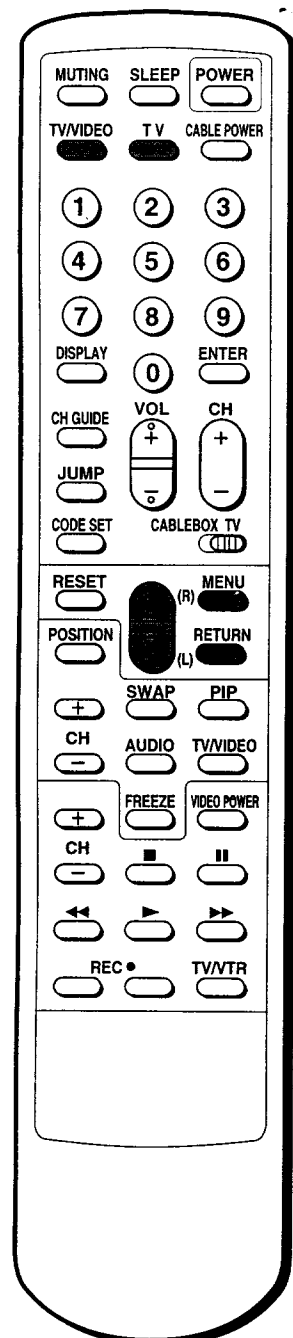 MUTING SLEEP POWER
TV/VIDEO TV CABLE POWER
1 2 3
4 5 6
7 8 9
DISPLAY 0 ENTER
CH GUIDE VOL CH
+ +
JUMP
− −
CODE SET CABLEBOX TV
RESET (R) MENU
POSITION (L) RETURN
+ SWAP PIP
CH AUDIO TV/VIDEO
−
+ FREEZE VIDEO POWER
CH ■ ▮▮
−
◀◀ ▶ ▶▶
REC ● TV/VTR